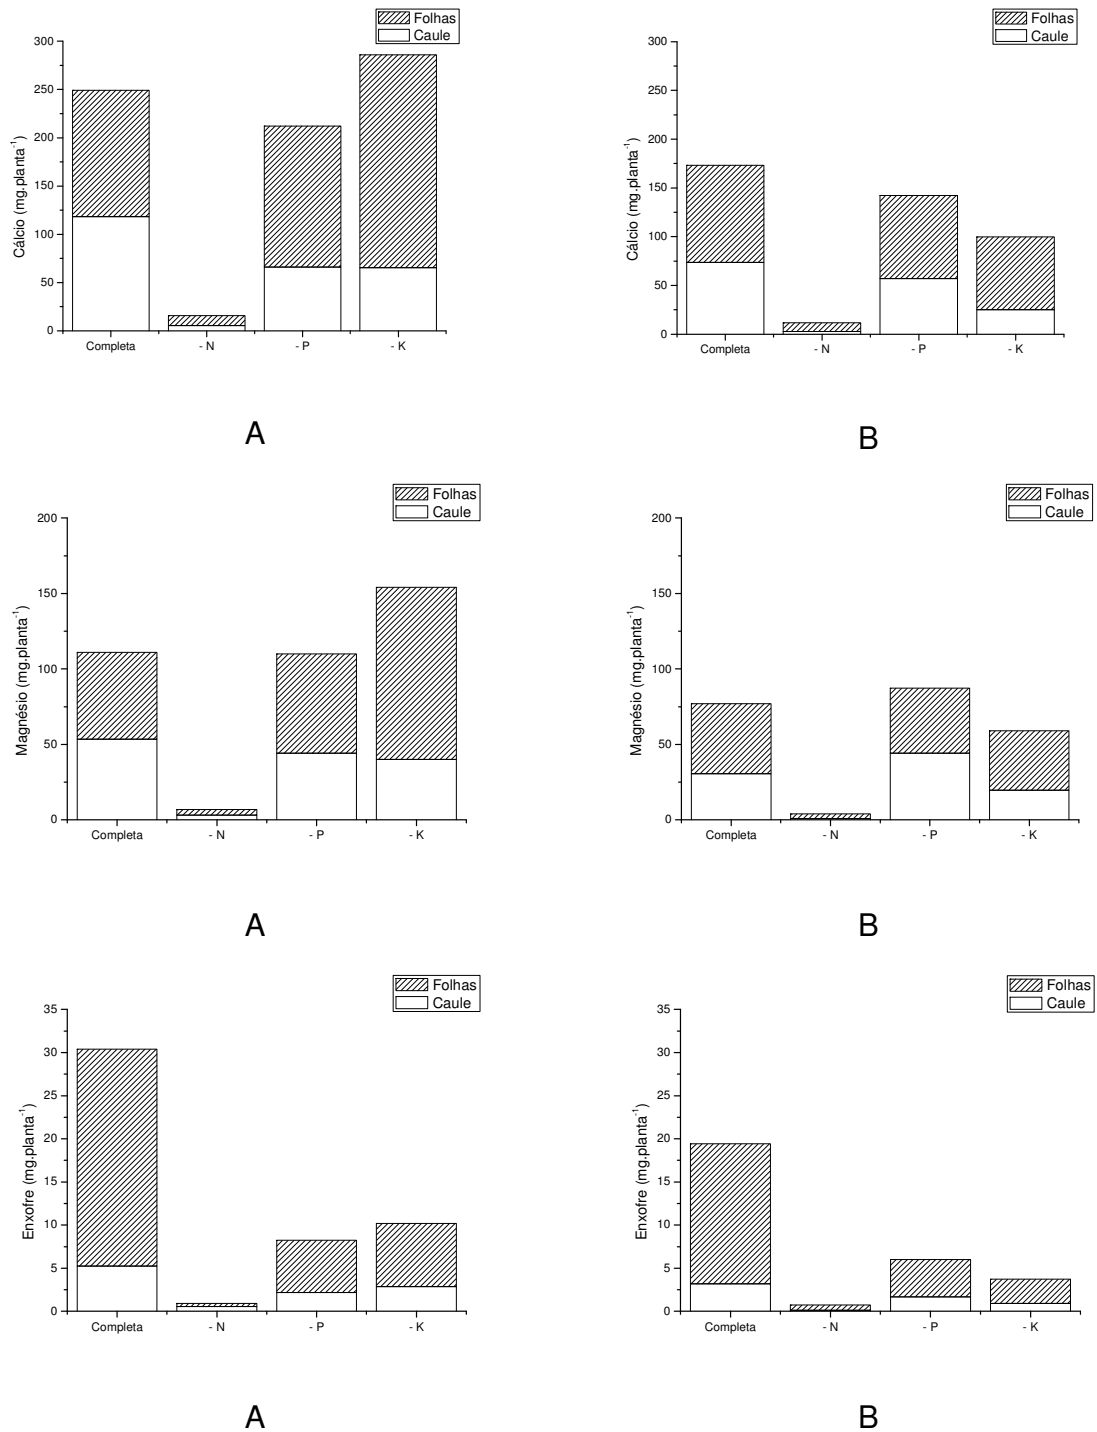 Folhas
Caule
300
250
200
150
100
50
0
Cálcio (mg.planta⁻¹)
Completa - N - P - K
A
Folhas
Caule
300
250
200
150
100
50
0
Cálcio (mg.planta⁻¹)
Completa - N - P - K
B
Folhas
Caule
200
150
100
50
0
Magnésio (mg.planta⁻¹)
Completa - N - P - K
A
Folhas
Caule
200
150
100
50
0
Magnésio (mg.planta⁻¹)
Completa - N - P - K
B
Folhas
Caule
35
30
25
20
15
10
5
0
Enxofre (mg.planta⁻¹)
Completa - N - P - K
A
Folhas
Caule
35
30
25
20
15
10
5
0
Enxofre (mg.planta⁻¹)
Completa - N - P - K
B